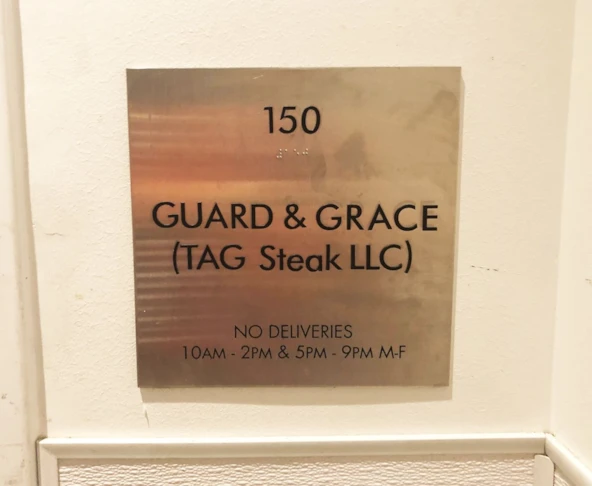 150
GUARD & GRACE
(TAG Steak LLC)
NO DELIVERIES
10AM - 2PM & 5PM - 9PM M-F